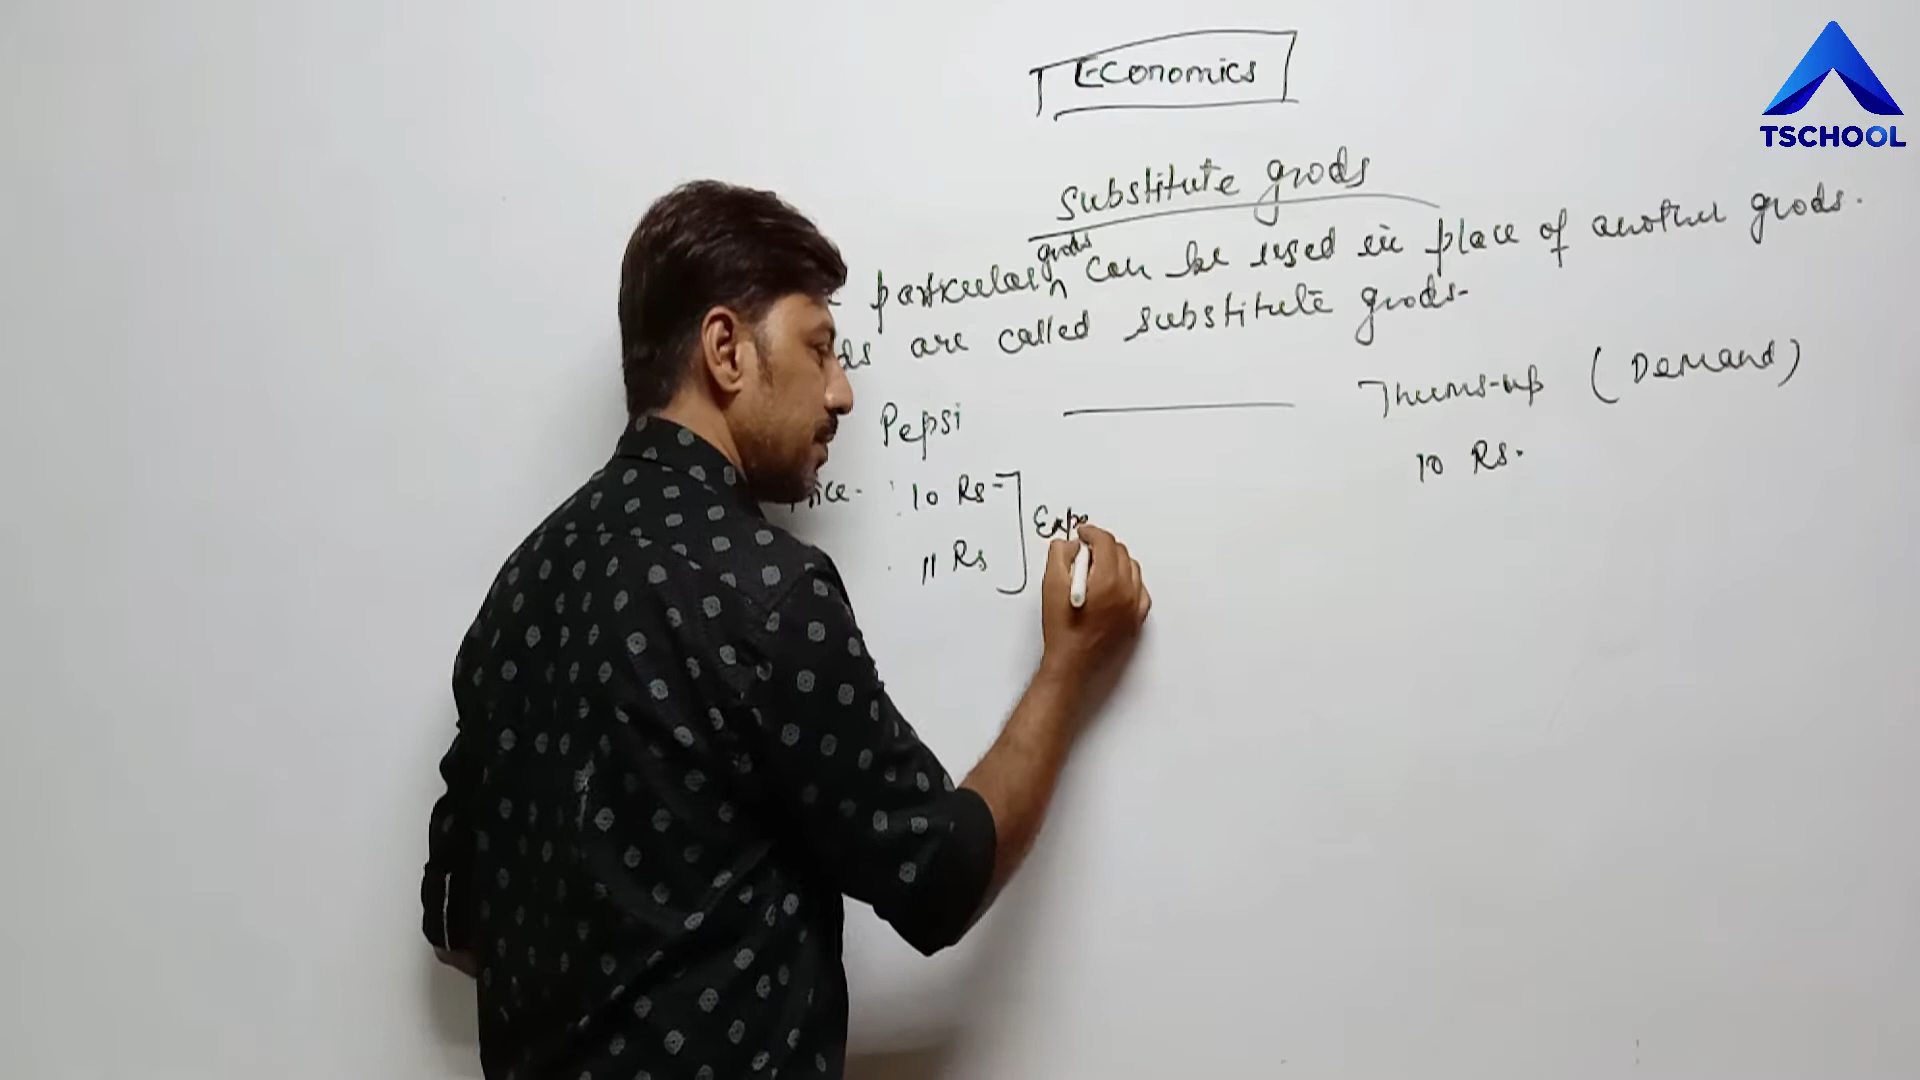 Economics
TSCHOOL
Substitute goods
goods
particular ^ can be used in place of another goods.
are called substitute goods-
Pepsi ———— Thums-up (Demand)
10 Rs- 10 Rs.
Expe
11 Rs